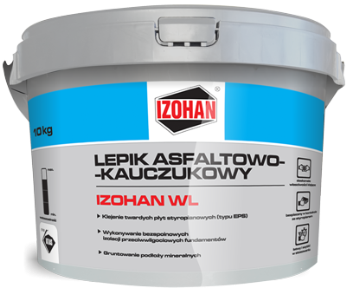 IZOHAN
10kg
LEPIK ASFALTOWO-
-KAUCZUKOWY
IZOHAN WL
Klejenie twardych płyt styropianowych (typu EPS)
Wykonywanie bezspoinowych
izolacji przeciwwilgociowych fundamentów
Gruntowanie podłoży mineralnych